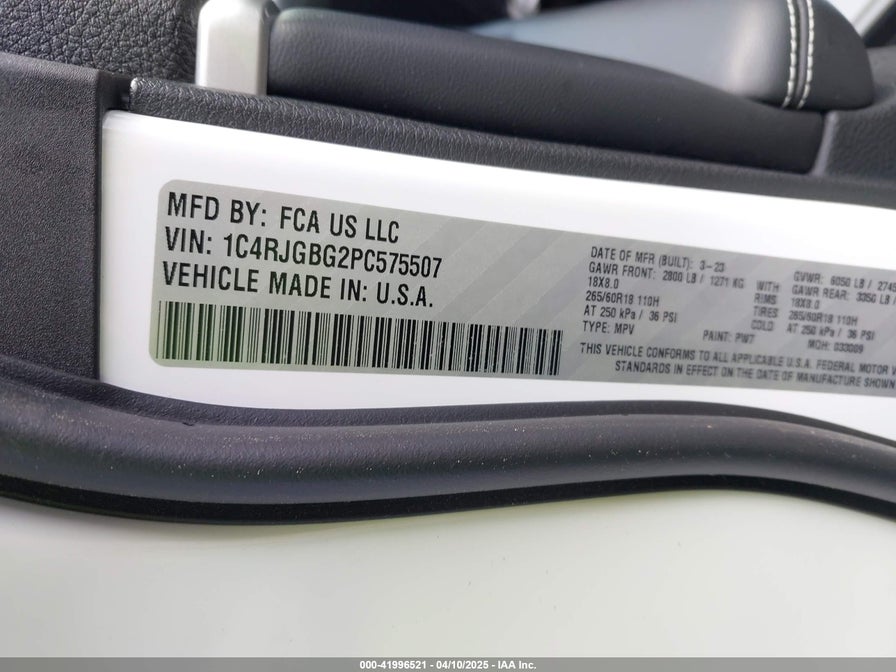 MFD BY: FCA US LLC
VIN: 1C4RJGBG2PC575507
VEHICLE MADE IN: U.S.A.
DATE OF MFR (BUILT): 3-23
GAWR FRONT: 2800 LB / 1271 KG WITH
18X8.0 RIMS
265/60R18 110H TIRES
AT 250 kPa / 36 PSI COLD
TYPE: MPV PAINT: PW7
GVWR: 6050 LB / 2745
GAWR REAR: 3350 LB /
18X8.0
265/60R18 110H
AT 250 kPa / 36 PSI
MDH: 033009
THIS VEHICLE CONFORMS TO ALL APPLICABLE U.S.A. FEDERAL MOTOR V
STANDARDS IN EFFECT ON THE DATE OF MANUFACTURE SHOWN
000-41996521 / 04/10/2025 - IAA Inc.